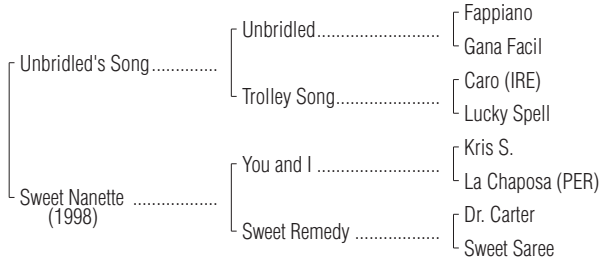 Fappiano
Unbridled................
Gana Facil
Unbridled's Song.............
Caro (IRE)
Trolley Song.....................
Lucky Spell
Kris S.
You and I .........................
La Chaposa (PER)
Sweet Nanette ................
(1998)
Dr. Carter
Sweet Remedy .................
Sweet Saree